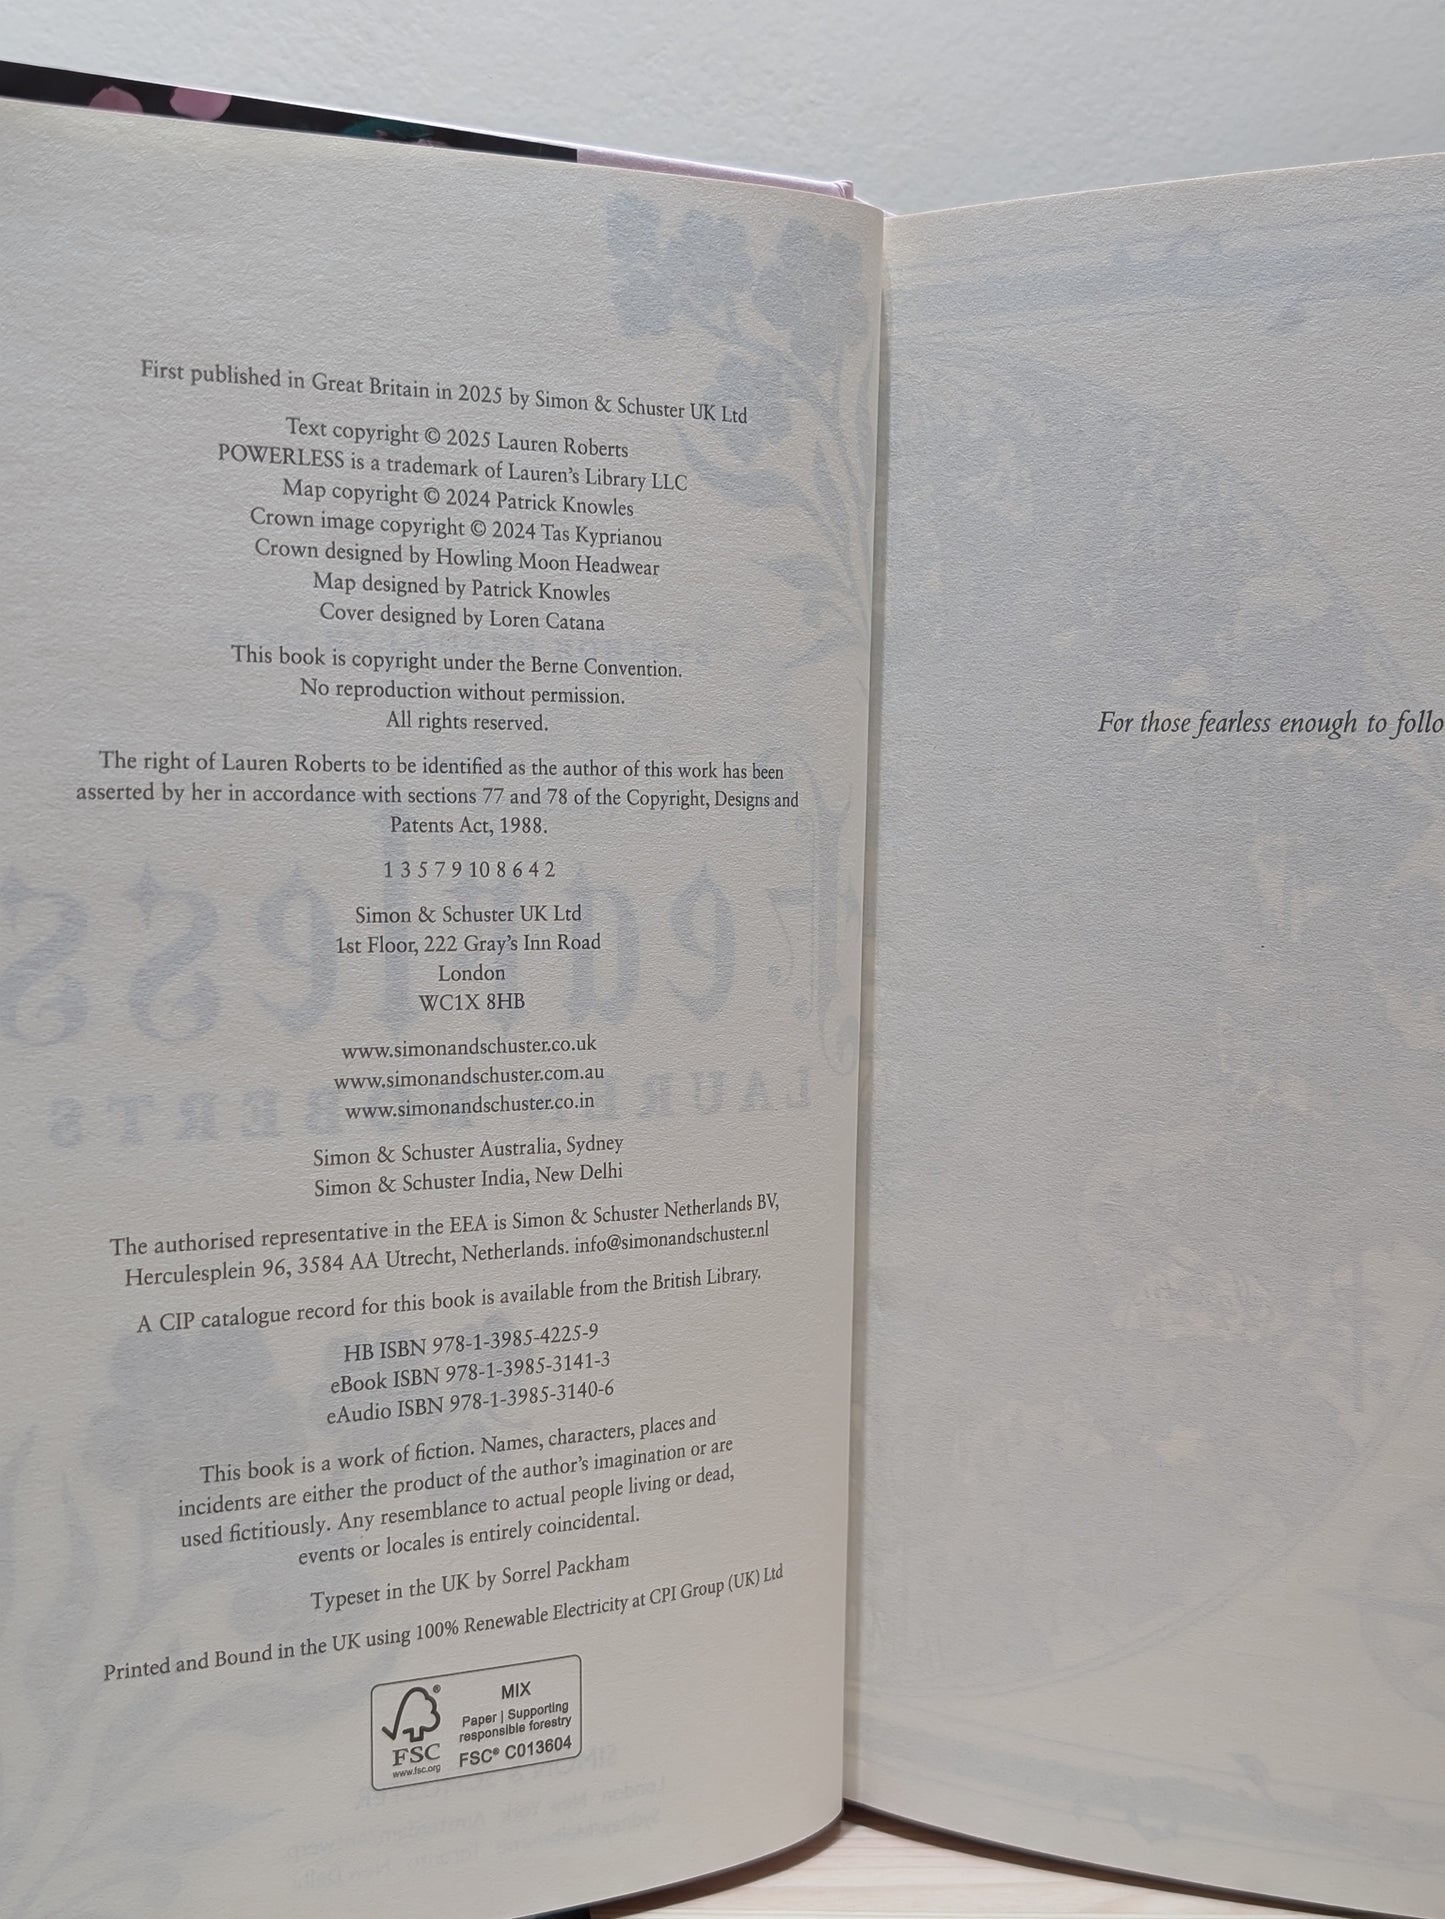 First published in Great Britain in 2025 by Simon & Schuster UK Ltd
Text copyright © 2025 Lauren Roberts
POWERLESS is a trademark of Lauren's Library LLC
Map copyright © 2024 Patrick Knowles
Crown image copyright © 2024 Tas Kyprianou
Crown designed by Howling Moon Headwear
Map designed by Patrick Knowles
Cover designed by Loren Catana
This book is copyright under the Berne Convention.
No reproduction without permission.
All rights reserved.
The right of Lauren Roberts to be identified as the author of this work has been
asserted by her in accordance with sections 77 and 78 of the Copyright, Designs and
Patents Act, 1988.
1 3 5 7 9 10 8 6 4 2
Simon & Schuster UK Ltd
1st Floor, 222 Gray's Inn Road
London
WC1X 8HB
www.simonandschuster.co.uk
www.simonandschuster.com.au
www.simonandschuster.co.in
Simon & Schuster Australia, Sydney
Simon & Schuster India, New Delhi
The authorised representative in the EEA is Simon & Schuster Netherlands BV,
Herculesplein 96, 3584 AA Utrecht, Netherlands. info@simonandschuster.nl
A CIP catalogue record for this book is available from the British Library.
HB ISBN 978-1-3985-4225-9
eBook ISBN 978-1-3985-3141-3
eAudio ISBN 978-1-3985-3140-6
This book is a work of fiction. Names, characters, places and
incidents are either the product of the author's imagination or are
used fictitiously. Any resemblance to actual people living or dead,
events or locales is entirely coincidental.
Typeset in the UK by Sorrel Packham
Printed and Bound in the UK using 100% Renewable Electricity at CPI Group (UK) Ltd
FSC
www.fsc.org
MIX
Paper | Supporting
responsible forestry
FSC® C013604
For those fearless enough to follo